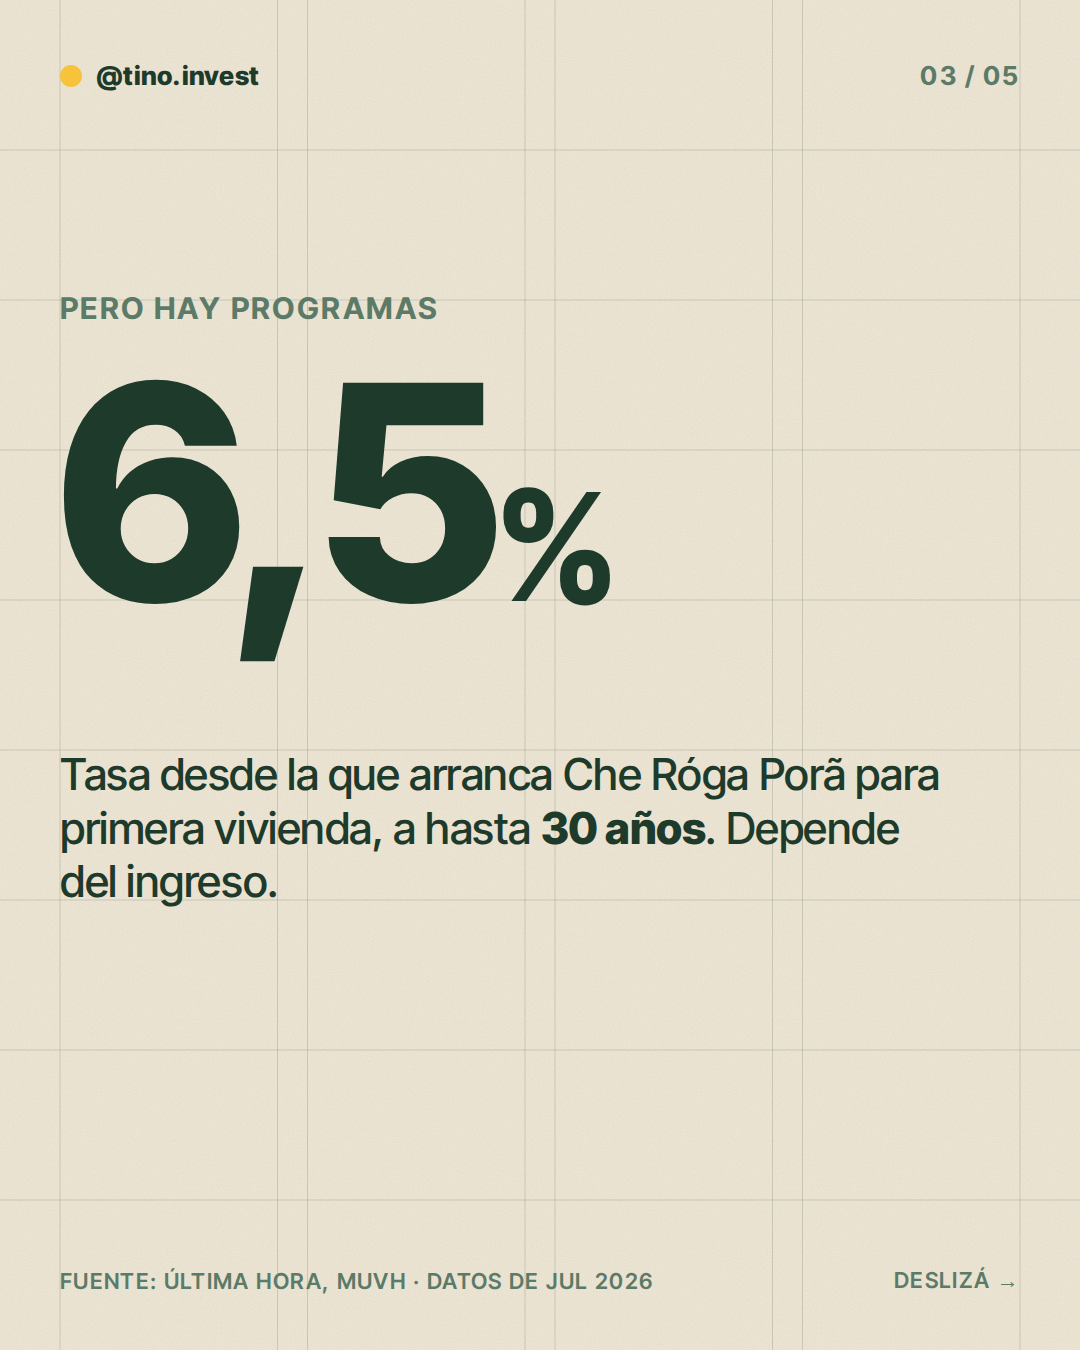 @tino.invest
03 / 05
PERO HAY PROGRAMAS
6,5%
Tasa desde la que arranca Che Róga Porã para
primera vivienda, a hasta 30 años. Depende
del ingreso.
FUENTE: ÚLTIMA HORA, MUVH · DATOS DE JUL 2026
DESLIZÁ →